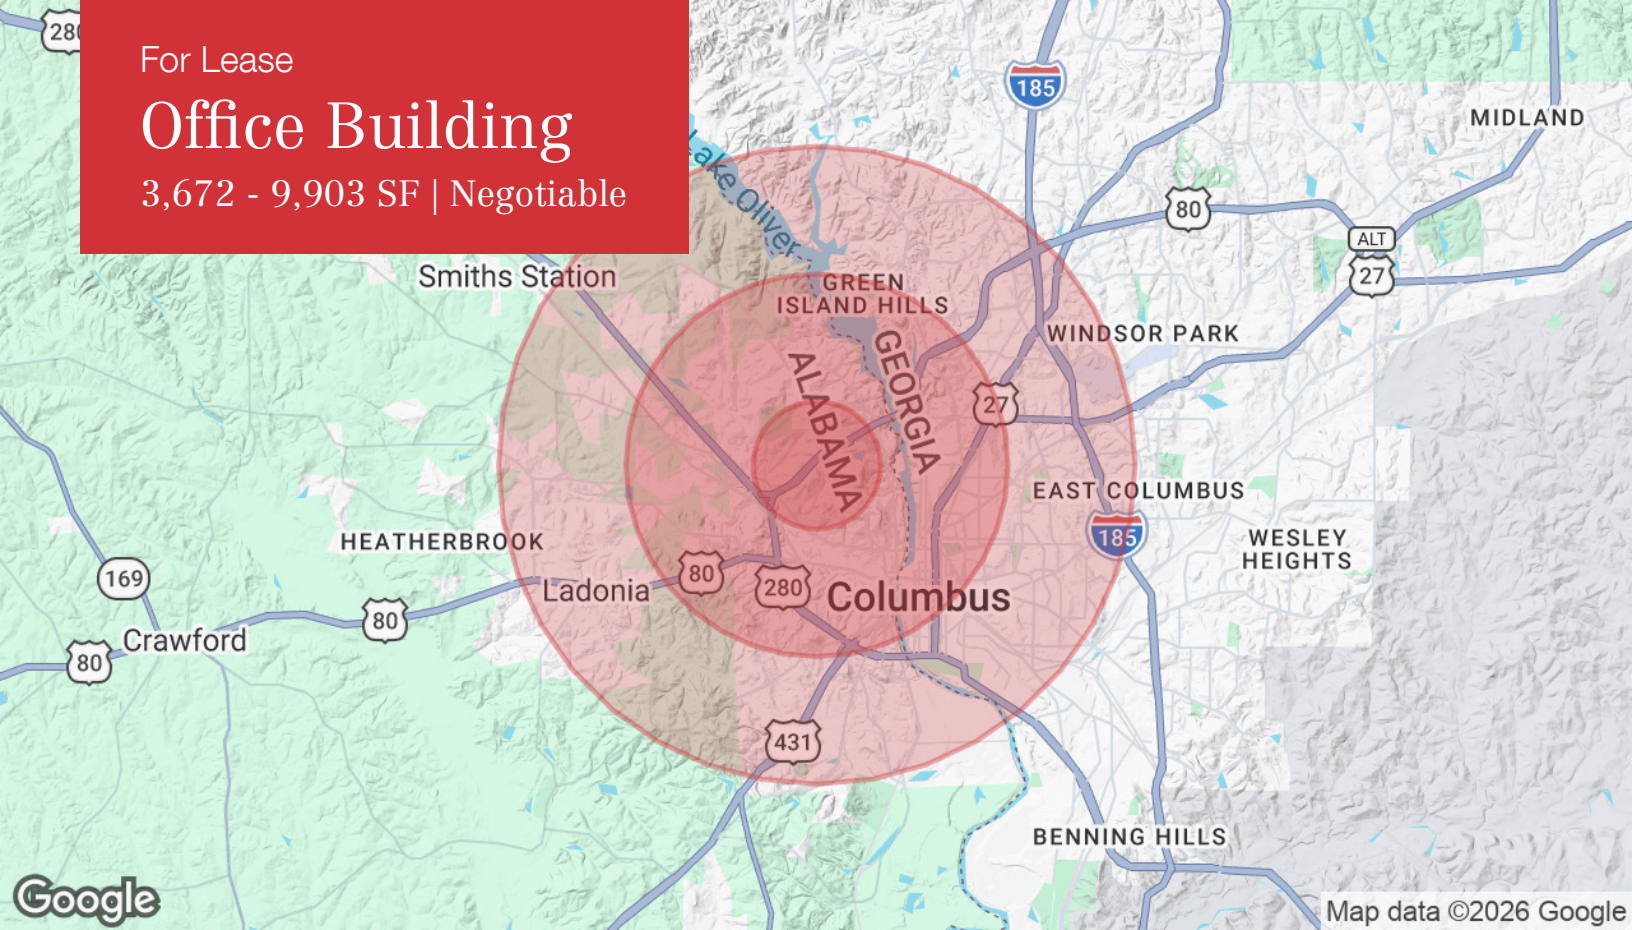 280
For Lease
Office Building
3,672 - 9,903 SF | Negotiable
185
MIDLAND
Lake Oliver
80
ALT
27
Smiths Station
GREEN
ISLAND HILLS
WINDSOR PARK
GEORGIA
ALABAMA
27
EAST COLUMBUS
185
WESLEY
HEIGHTS
HEATHERBROOK
169
80
280
Ladonia
Columbus
80
Crawford
80
431
BENNING HILLS
Google
Map data ©2026 Google